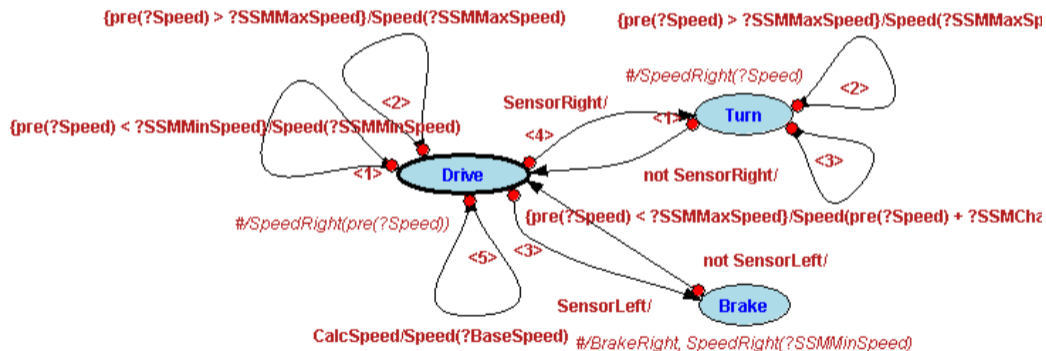 {pre(?Speed) > ?SSMMaxSpeed}/Speed(?SSMMaxSpeed)
{pre(?Speed) > ?SSMMaxSpeed}/Speed(?SSMMaxSp
#/SpeedRight(?Speed)
<2>
<2>
SensorRight/
Turn
<1>
{pre(?Speed) < ?SSMMinSpeed}/Speed(?SSMMinSpeed)
<4>
<3>
<1>
Drive
not SensorRight/
#/SpeedRight(pre(?Speed))
{pre(?Speed) < ?SSMMaxSpeed}/Speed(pre(?Speed) + ?SSMCha
<5>
<3>
not SensorLeft/
SensorLeft/
Brake
CalcSpeed/Speed(?BaseSpeed)
#/BrakeRight, SpeedRight(?SSMMinSpeed)